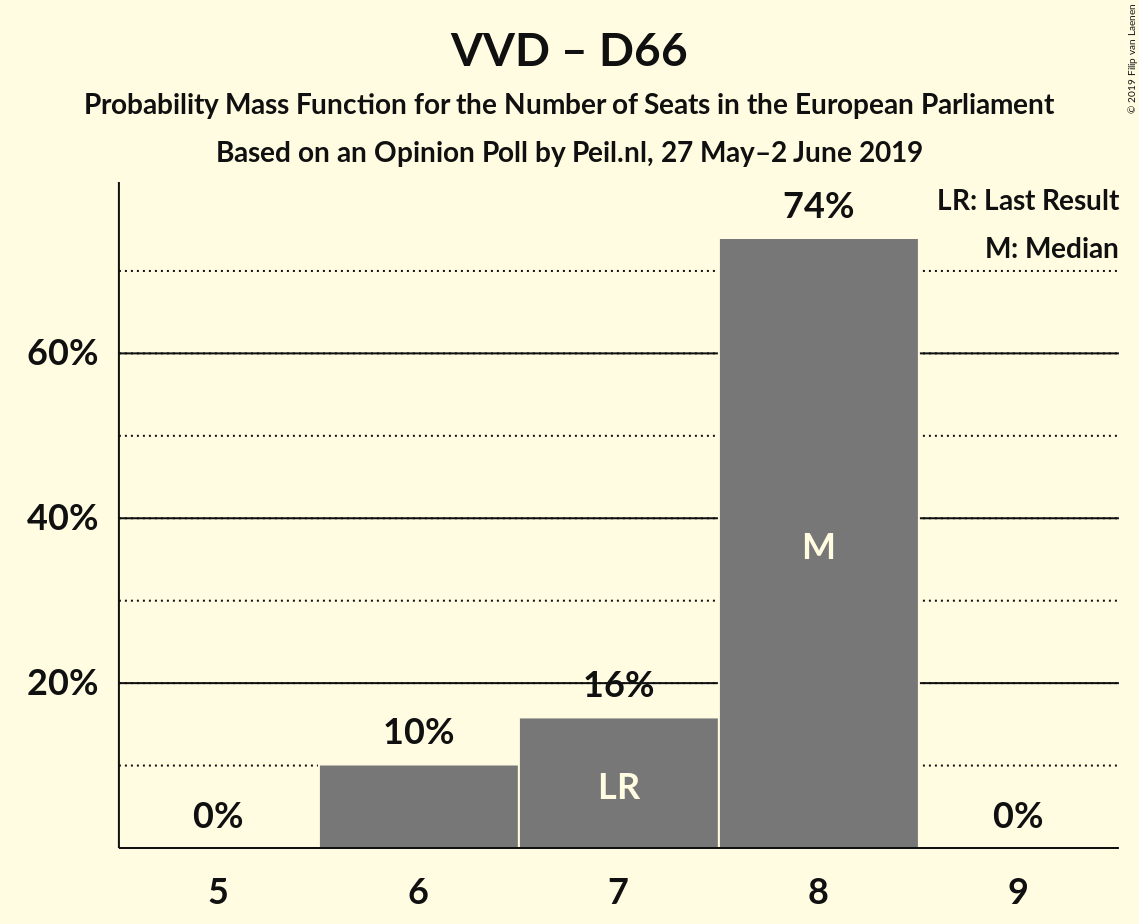 VVD – D66
Probability Mass Function for the Number of Seats in the European Parliament
Based on an Opinion Poll by Peil.nl, 27 May–2 June 2019
© 2019 Filip van Laenen
LR: Last Result
M: Median
74%
60%
40%
M
20%
16%
10%
LR
0%
0%
5 6 7 8 9